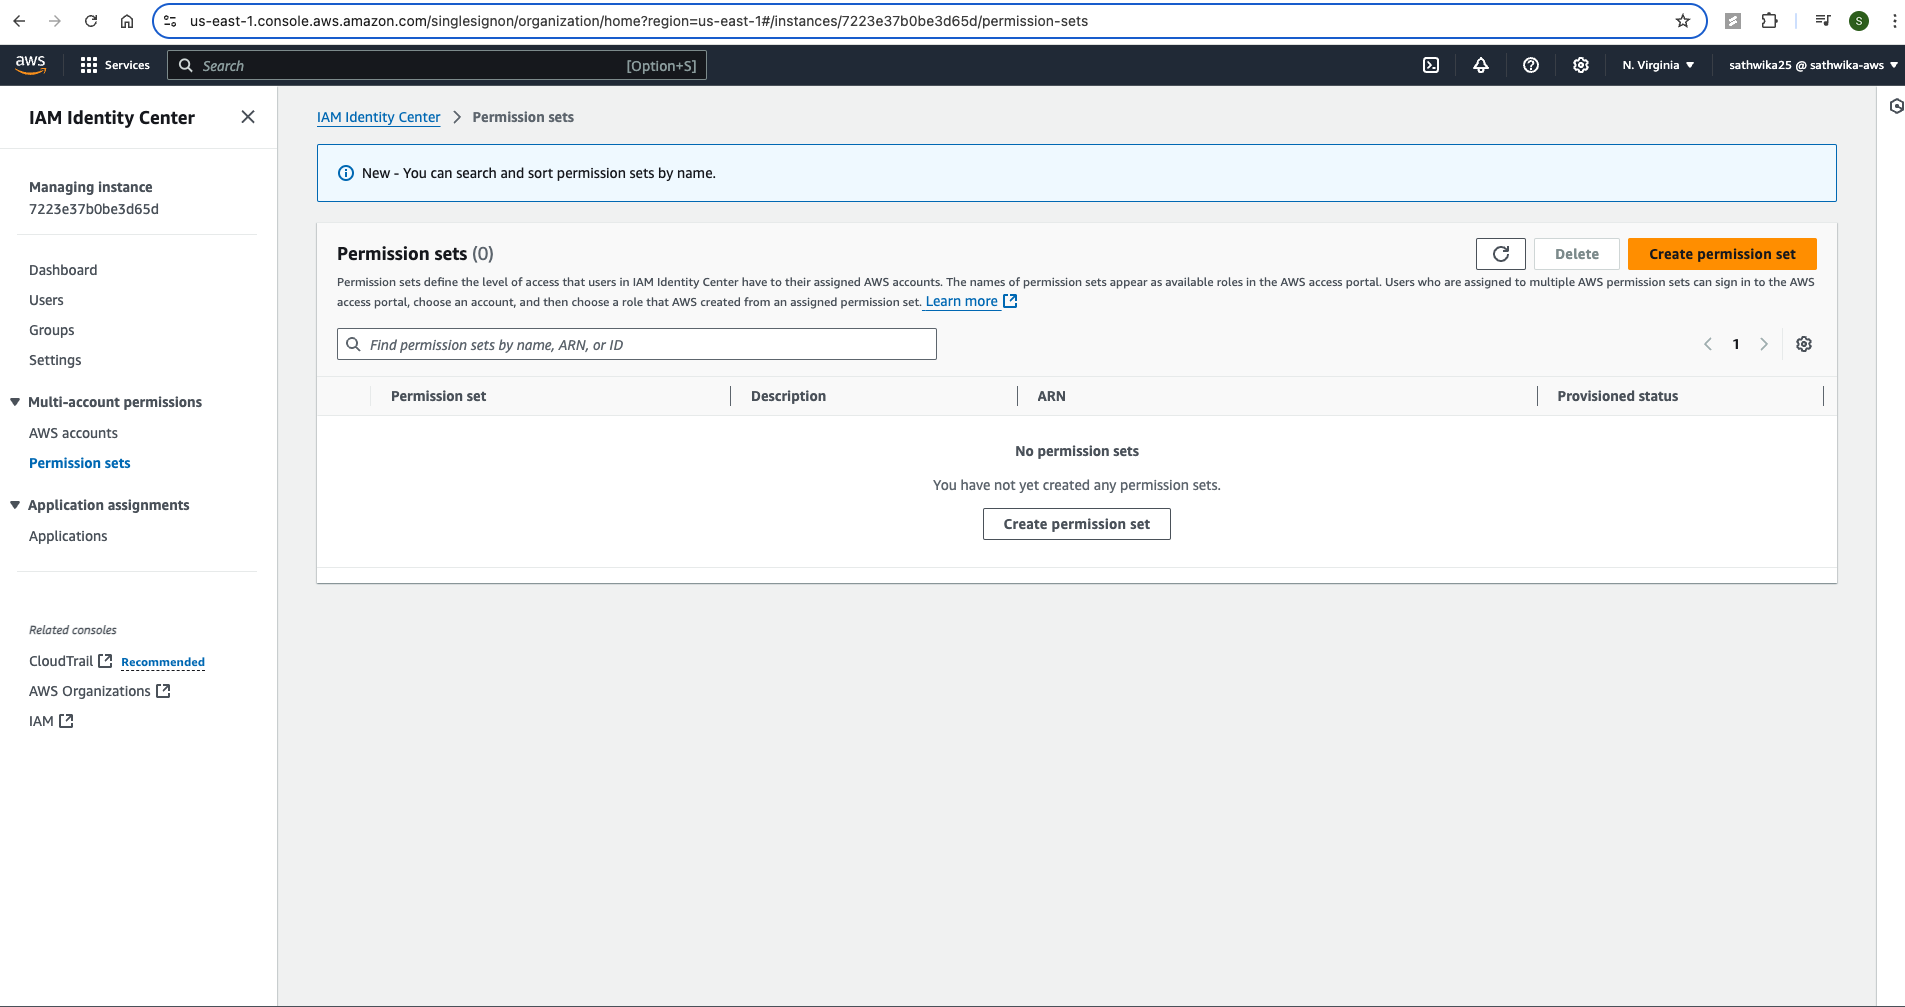 us-east-1.console.aws.amazon.com/singlesignon/organization/home?region=us-east-1#/instances/7223e37b0be3d65d/permission-sets
S
aws
Services
Search
[Option+S]
N. Virginia
sathwika25 @ sathwika-aws
IAM Identity Center
Managing instance
7223e37b0be3d65d
Dashboard
Users
Groups
Settings
Multi-account permissions
AWS accounts
Permission sets
Application assignments
Applications
Related consoles
CloudTrail Recommended
AWS Organizations
IAM
IAM Identity Center > Permission sets
New - You can search and sort permission sets by name.
Permission sets (0)
Delete
Create permission set
Permission sets define the level of access that users in IAM Identity Center have to their assigned AWS accounts. The names of permission sets appear as available roles in the AWS access portal. Users who are assigned to multiple AWS permission sets can sign in to the AWS
access portal, choose an account, and then choose a role that AWS created from an assigned permission set. Learn more
Find permission sets by name, ARN, or ID
1
Permission set
Description
ARN
Provisioned status
No permission sets
You have not yet created any permission sets.
Create permission set